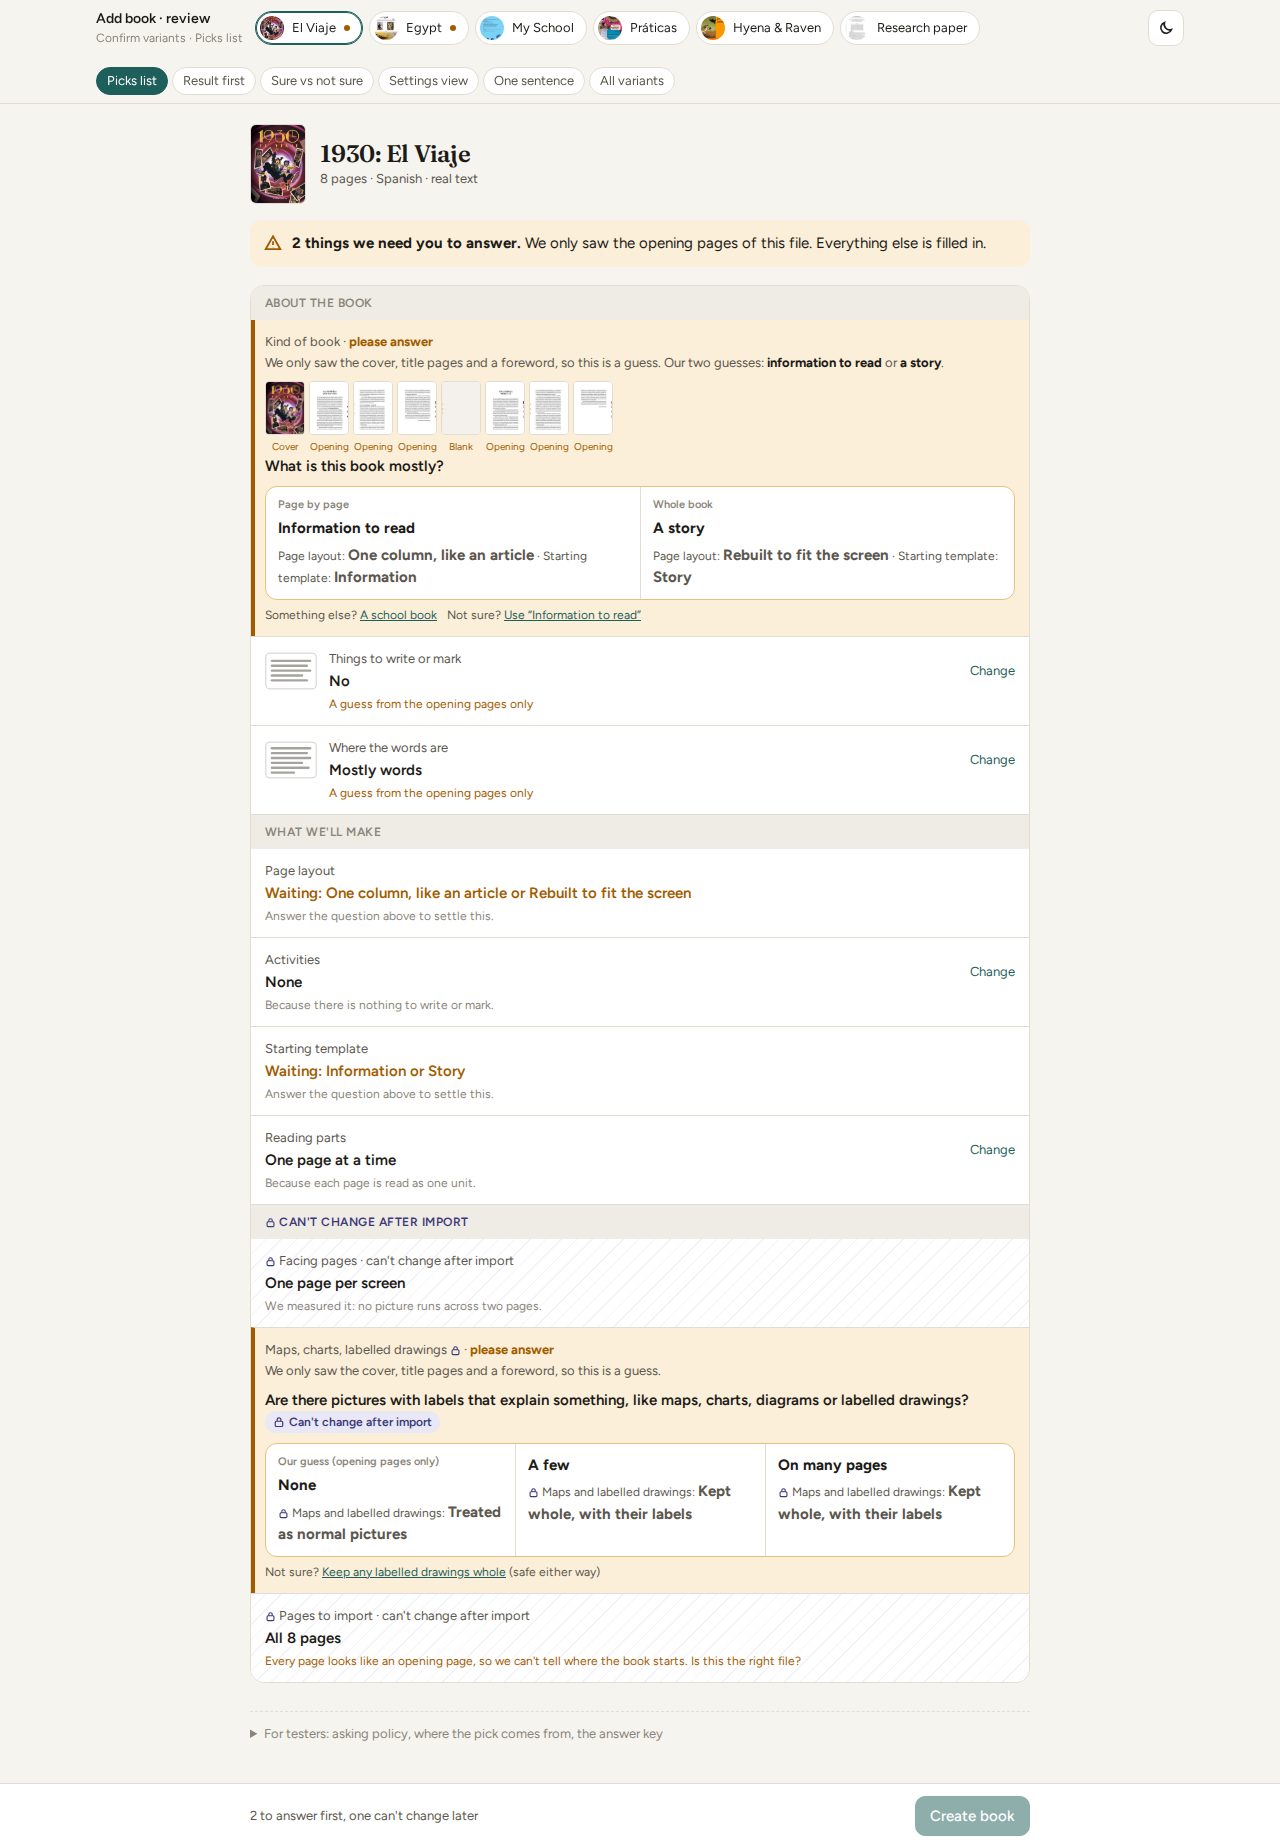 Add book · review
Confirm variants · Picks list
El Viaje
Egypt
My School
Práticas
Hyena & Raven
Research paper
Picks list
Result first
Sure vs not sure
Settings view
One sentence
All variants
1930
1930: El Viaje
8 pages · Spanish · real text
2 things we need you to answer. We only saw the opening pages of this file. Everything else is filled in.
ABOUT THE BOOK
Kind of book · please answer
We only saw the cover, title pages and a foreword, so this is a guess. Our two guesses: information to read or a story.
Cover Opening Opening Opening Blank Opening Opening Opening
What is this book mostly?
Page by page
Information to read
Page layout: One column, like an article · Starting
template: Information
Whole book
A story
Page layout: Rebuilt to fit the screen · Starting template:
Story
Something else? A school book Not sure? Use “Information to read”
Things to write or mark
No
A guess from the opening pages only
Change
Where the words are
Mostly words
A guess from the opening pages only
Change
WHAT WE'LL MAKE
Page layout
Waiting: One column, like an article or Rebuilt to fit the screen
Answer the question above to settle this.
Activities
None
Because there is nothing to write or mark.
Change
Starting template
Waiting: Information or Story
Answer the question above to settle this.
Reading parts
One page at a time
Because each page is read as one unit.
Change
CAN'T CHANGE AFTER IMPORT
Facing pages · can't change after import
One page per screen
We measured it: no picture runs across two pages.
Maps, charts, labelled drawings · please answer
We only saw the cover, title pages and a foreword, so this is a guess.
Are there pictures with labels that explain something, like maps, charts, diagrams or labelled drawings?
Can't change after import
Our guess (opening pages only)
None
Maps and labelled drawings: Treated
as normal pictures
A few
Maps and labelled drawings: Kept
whole, with their labels
On many pages
Maps and labelled drawings: Kept
whole, with their labels
Not sure? Keep any labelled drawings whole (safe either way)
Pages to import · can't change after import
All 8 pages
Every page looks like an opening page, so we can't tell where the book starts. Is this the right file?
For testers: asking policy, where the pick comes from, the answer key
2 to answer first, one can't change later
Create book